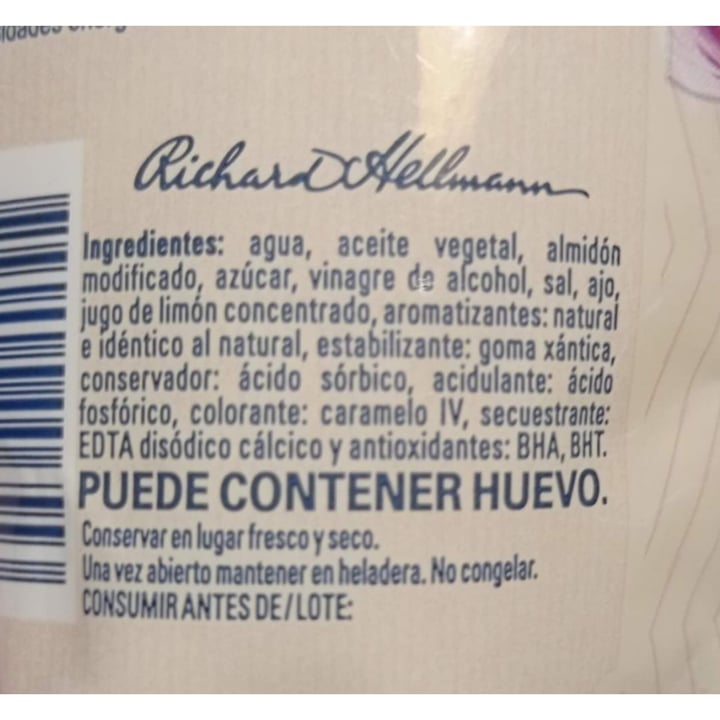 Richard Hellmann
Ingredientes: agua, aceite vegetal, almidón
modificado, azúcar, vinagre de alcohol, sal, ajo,
jugo de limón concentrado, aromatizantes: natural
e idéntico al natural, estabilizante: goma xántica,
conservador: ácido sórbico, acidulante: ácido
fosfórico, colorante: caramelo IV, secuestrante:
EDTA disódico cálcico y antioxidantes: BHA, BHT.
PUEDE CONTENER HUEVO.
Conservar en lugar fresco y seco.
Una vez abierto mantener en heladera. No congelar.
CONSUMIR ANTES DE/LOTE: